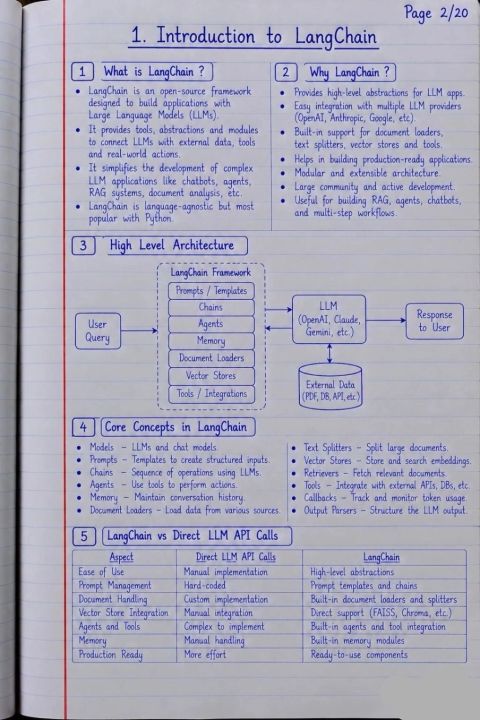 Page 2/20
1. Introduction to LangChain
1 What is LangChain ?
• LangChain is an open-source framework
designed to build applications with
Large Language Models (LLMs).
• It provides tools, abstractions and modules
to connect LLMs with external data, tools
and real-world actions.
• It simplifies the development of complex
LLM applications like chatbots, agents,
RAG systems, document analysis, etc.
• LangChain is language-agnostic but most
popular with Python.
2 Why LangChain ?
• Provides high-level abstractions for LLM apps.
• Easy integration with multiple LLM providers
(OpenAI, Anthropic, Google, etc).
• Built-in support for document loaders,
text splitters, vector stores and tools.
• Helps in building production-ready applications.
• Modular and extensible architecture.
• Large community and active development.
• Useful for building RAG, agents, chatbots,
and multi-step workflows.
3 High Level Architecture
User
Query
LangChain Framework
Prompts / Templates
Chains
Agents
Memory
Document Loaders
Vector Stores
Tools / Integrations
LLM
(OpenAI, Claude,
Gemini, etc.)
External Data
(PDF, DB, API, etc)
Response
to User
4 Core Concepts in LangChain
• Models – LLMs and chat models.
• Prompts – Templates to create structured inputs.
• Chains – Sequence of operations using LLMs.
• Agents – Use tools to perform actions.
• Memory – Maintain conversation history.
• Document Loaders – Load data from various sources.
• Text Splitters – Split large documents.
• Vector Stores – Store and search embeddings.
• Retrievers – Fetch relevant documents.
• Tools – Integrate with external APIs, DBs, etc.
• Callbacks – Track and monitor token usage.
• Output Parsers – Structure the LLM output.
5 LangChain vs Direct LLM API Calls
Aspect Direct LLM API Calls LangChain
Ease of Use Manual implementation High-level abstractions
Prompt Management Hard-coded Prompt templates and chains
Document Handling Custom implementation Built-in document loaders and splitters
Vector Store Integration Manual integration Direct support (FAISS, Chroma, etc.)
Agents and Tools Complex to implement Built-in agents and tool integration
Memory Manual handling Built-in memory modules
Production Ready More effort Ready-to-use components